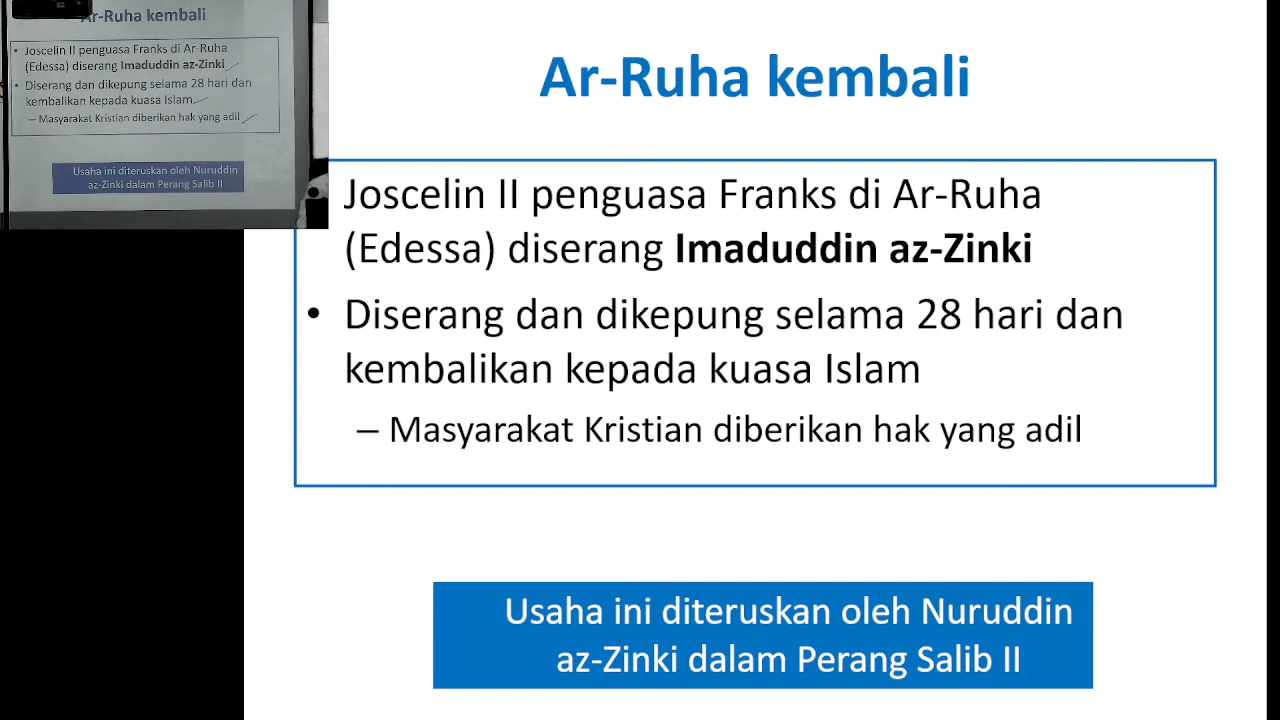 Ar-Ruha kembali
• Joscelin II penguasa Franks di Ar-Ruha
(Edessa) diserang Imaduddin az-Zinki
• Diserang dan dikepung selama 28 hari dan
kembalikan kepada kuasa Islam
– Masyarakat Kristian diberikan hak yang adil
Usaha ini diteruskan oleh Nuruddin
az-Zinki dalam Perang Salib II
Ar-Ruha kembali
Joscelin II penguasa Franks di Ar-Ruha
(Edessa) diserang Imaduddin az-Zinki
• Diserang dan dikepung selama 28 hari dan
kembalikan kepada kuasa Islam
– Masyarakat Kristian diberikan hak yang adil
Usaha ini diteruskan oleh Nuruddin
az-Zinki dalam Perang Salib II